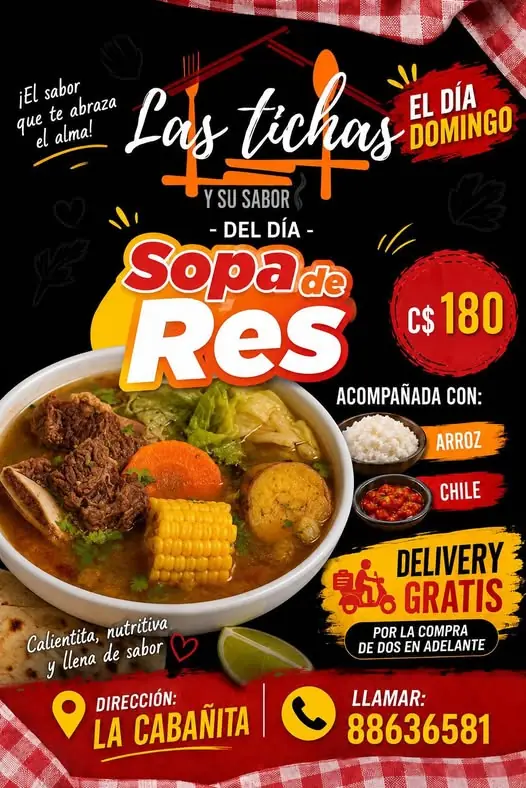 ¡El sabor
que te abraza
el alma!
Las tichas
Y SU SABOR
EL DÍA
DOMINGO
- DEL DÍA -
Sopa de
Res
C$ 180
ACOMPAÑADA CON:
ARROZ
CHILE
DELIVERY
GRATIS
POR LA COMPRA
DE DOS EN ADELANTE
Calientita, nutritiva
y llena de sabor
DIRECCIÓN:
LA CABAÑITA
LLAMAR:
88636581